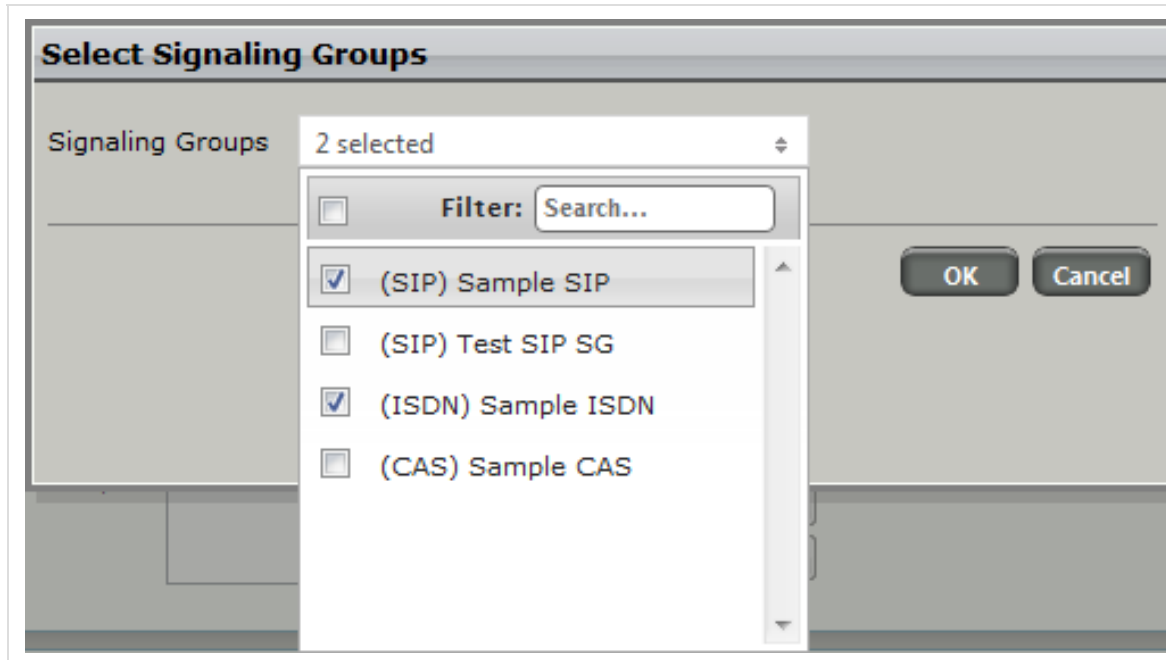 Select Signaling Groups
Signaling Groups 2 selected
Filter: Search...
(SIP) Sample SIP
OK Cancel
(SIP) Test SIP SG
(ISDN) Sample ISDN
(CAS) Sample CAS